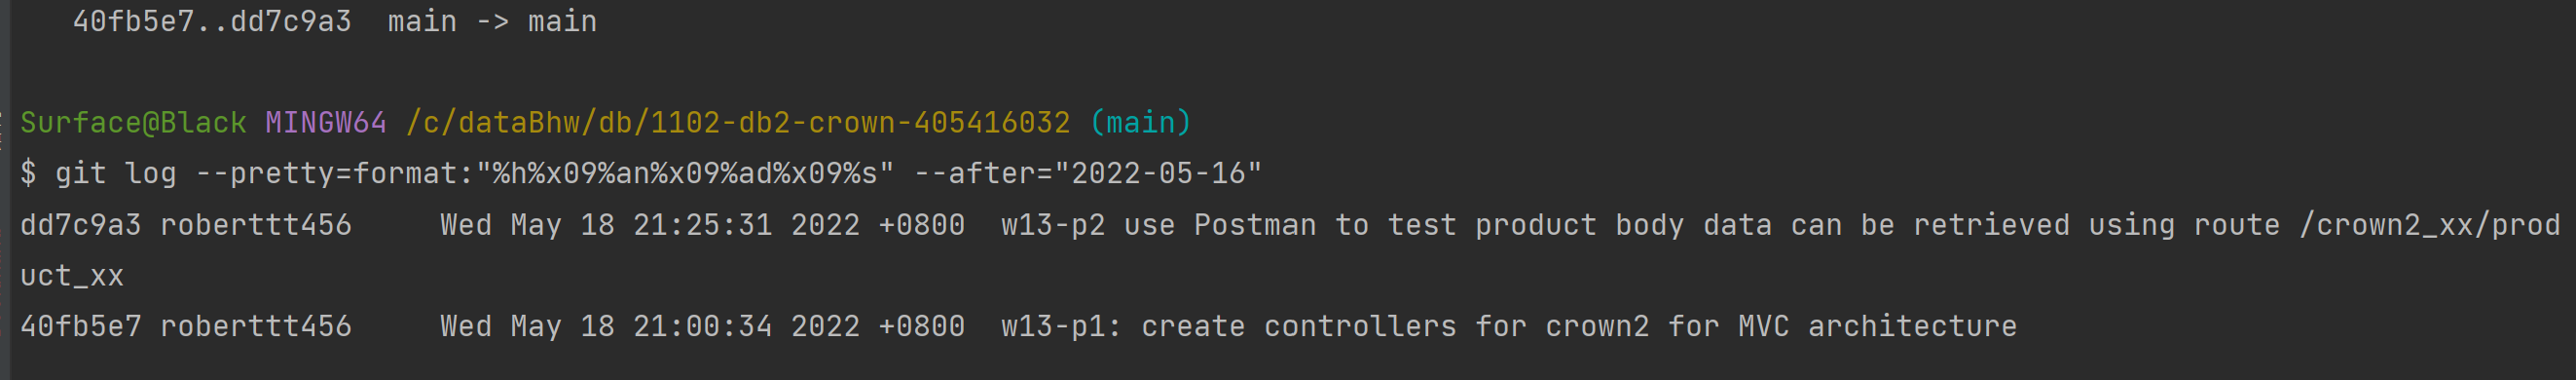 40fb5e7..dd7c9a3  main -> main
Surface@Black MINGW64 /c/dataBhw/db/1102-db2-crown-405416032 (main)
$ git log --pretty=format:"%h%x09%an%x09%ad%x09%s" --after="2022-05-16"
dd7c9a3 roberttt456     Wed May 18 21:25:31 2022 +0800  w13-p2 use Postman to test product body data can be retrieved using route /crown2_xx/prod
uct_xx
40fb5e7 roberttt456     Wed May 18 21:00:34 2022 +0800  w13-p1: create controllers for crown2 for MVC architecture